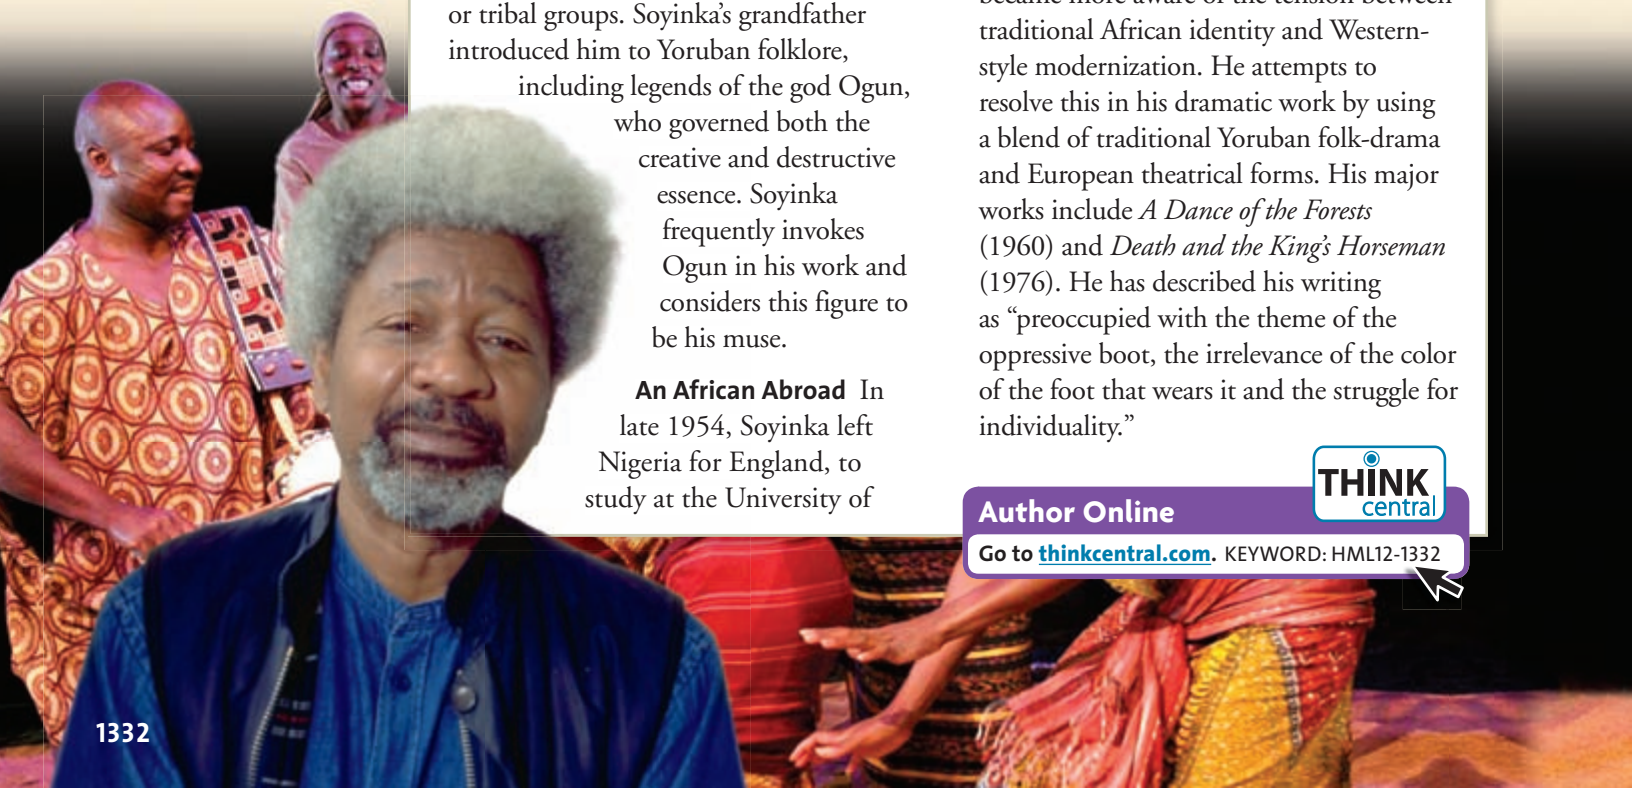 or tribal groups. Soyinka’s grandfather
introduced him to Yoruban folklore,
including legends of the god Ogun,
who governed both the
creative and destructive
essence. Soyinka
frequently invokes
Ogun in his work and
considers this figure to
be his muse.
An African Abroad In
late 1954, Soyinka left
Nigeria for England, to
study at the University of
became more aware of the tension between
traditional African identity and Western-
style modernization. He attempts to
resolve this in his dramatic work by using
a blend of traditional Yoruban folk-drama
and European theatrical forms. His major
works include A Dance of the Forests
(1960) and Death and the King’s Horseman
(1976). He has described his writing
as “preoccupied with the theme of the
oppressive boot, the irrelevance of the color
of the foot that wears it and the struggle for
individuality.”
THINK
central
Author Online
Go to thinkcentral.com. KEYWORD: HML12-1332
1332